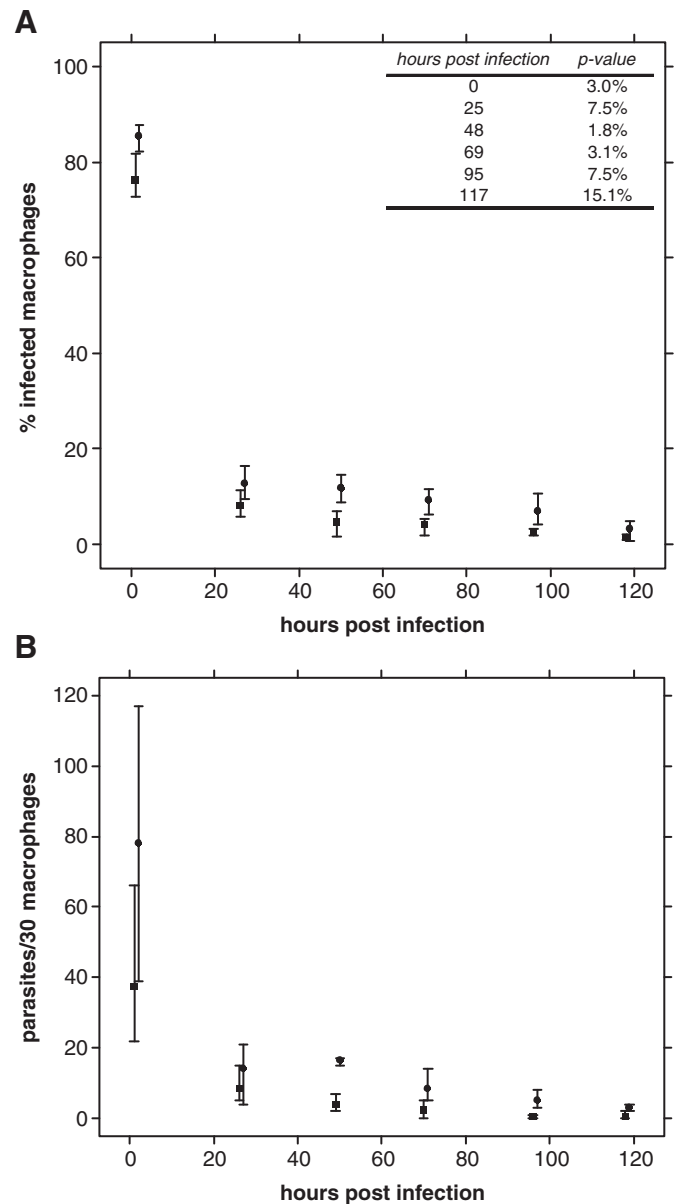 A
hours post infection p-value
0 3.0%
25 7.5%
48 1.8%
69 3.1%
95 7.5%
117 15.1%
100
80
60
40
20
0
% infected macrophages
0 20 40 60 80 100 120
hours post infection
B
120
100
80
60
40
20
0
parasites/30 macrophages
0 20 40 60 80 100 120
hours post infection